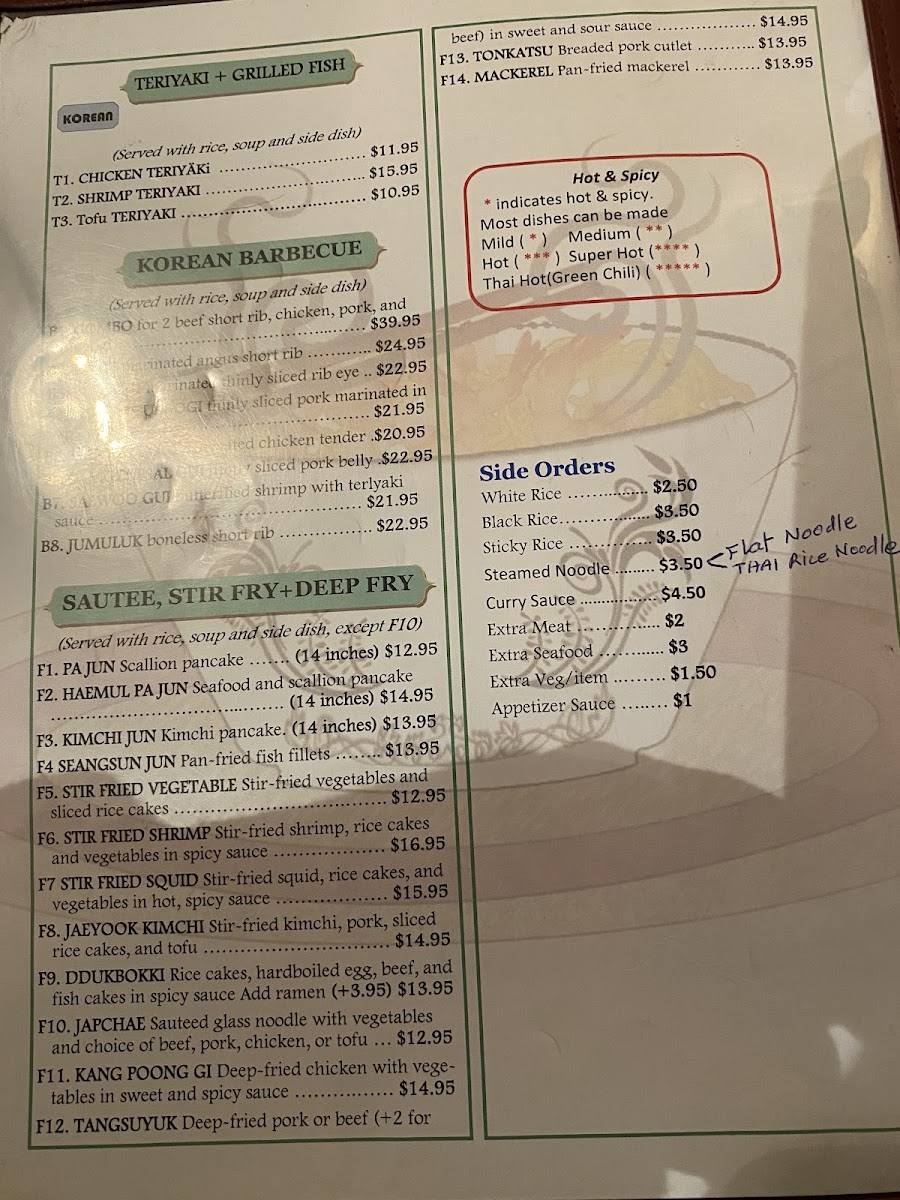 TERIYAKI + GRILLED FISH
KOREAN
(Served with rice, soup and side dish)
T1. CHICKEN TERIYÄKi ........................ $11.95
T2. SHRIMP TERIYAKI .......................... $15.95
T3. Tofu TERIYAKI .............................. $10.95
KOREAN BARBECUE
(Served with rice, soup and side dish)
for 2 beef short rib, chicken, pork, and
........................................ $39.95
angus short rib ............ $24.95
thinly sliced rib eye .. $22.95
thinly sliced pork marinated in
........................................ $21.95
chicken tender .$20.95
sliced pork belly .$22.95
shrimp with terlyaki
sauce ............................................ $21.95
B8. JUMULUK boneless short rib ................ $22.95
SAUTEE, STIR FRY+DEEP FRY
(Served with rice, soup and side dish, except F10)
F1. PA JUN Scallion pancake ....... (14 inches) $12.95
F2. HAEMUL PA JUN Seafood and scallion pancake
........................................ (14 inches) $14.95
F3. KIMCHI JUN Kimchi pancake. (14 inches) $13.95
F4 SEANGSUN JUN Pan-fried fish fillets ........ $13.95
F5. STIR FRIED VEGETABLE Stir-fried vegetables and
sliced rice cakes .................................... $12.95
F6. STIR FRIED SHRIMP Stir-fried shrimp, rice cakes
and vegetables in spicy sauce .................. $16.95
F7 STIR FRIED SQUID Stir-fried squid, rice cakes, and
vegetables in hot, spicy sauce ................... $15.95
F8. JAEYOOK KIMCHI Stir-fried kimchi, pork, sliced
rice cakes, and tofu ............................... $14.95
F9. DDUKBOKKI Rice cakes, hardboiled egg, beef, and
fish cakes in spicy sauce Add ramen (+3.95) $13.95
F10. JAPCHAE Sauteed glass noodle with vegetables
and choice of beef, pork, chicken, or tofu ... $12.95
F11. KANG POONG GI Deep-fried chicken with vege-
tables in sweet and spicy sauce ................ $14.95
F12. TANGSUYUK Deep-fried pork or beef (+2 for
beef) in sweet and sour sauce ................... $14.95
F13. TONKATSU Breaded pork cutlet .......... $13.95
F14. MACKEREL Pan-fried mackerel ............ $13.95
Hot & Spicy
* indicates hot & spicy.
Most dishes can be made
Mild ( * ) Medium ( ** )
Hot ( *** ) Super Hot (**** )
Thai Hot(Green Chili) ( ***** )
Side Orders
White Rice ................ $2.50
Black Rice.................. $3.50
Sticky Rice ................ $3.50
Steamed Noodle ........ $3.50 < Flat Noodle
THAI Rice Noodle
Curry Sauce ................. $4.50
Extra Meat .................. $2
Extra Seafood ............ $3
Extra Veg/item ......... $1.50
Appetizer Sauce ........ $1